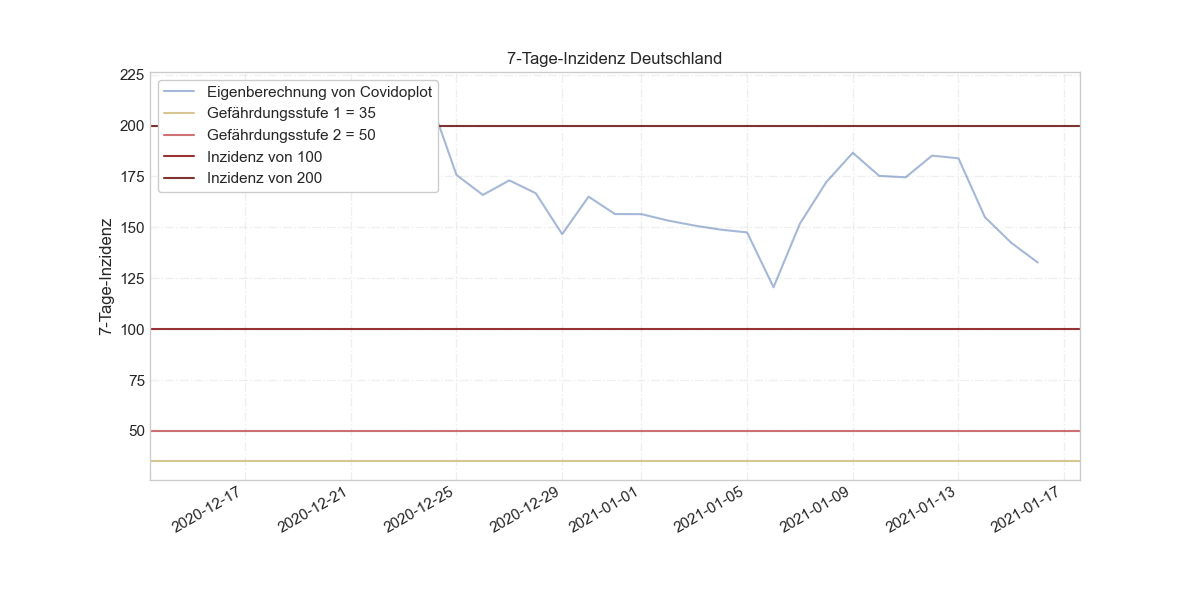 7-Tage-Inzidenz Deutschland
225
200
175
150
125
100
75
50
7-Tage-Inzidenz
Eigenberechnung von Covidoplot
Gefährdungsstufe 1 = 35
Gefährdungsstufe 2 = 50
Inzidenz von 100
Inzidenz von 200
2020-12-17
2020-12-21
2020-12-25
2020-12-29
2021-01-01
2021-01-05
2021-01-09
2021-01-13
2021-01-17